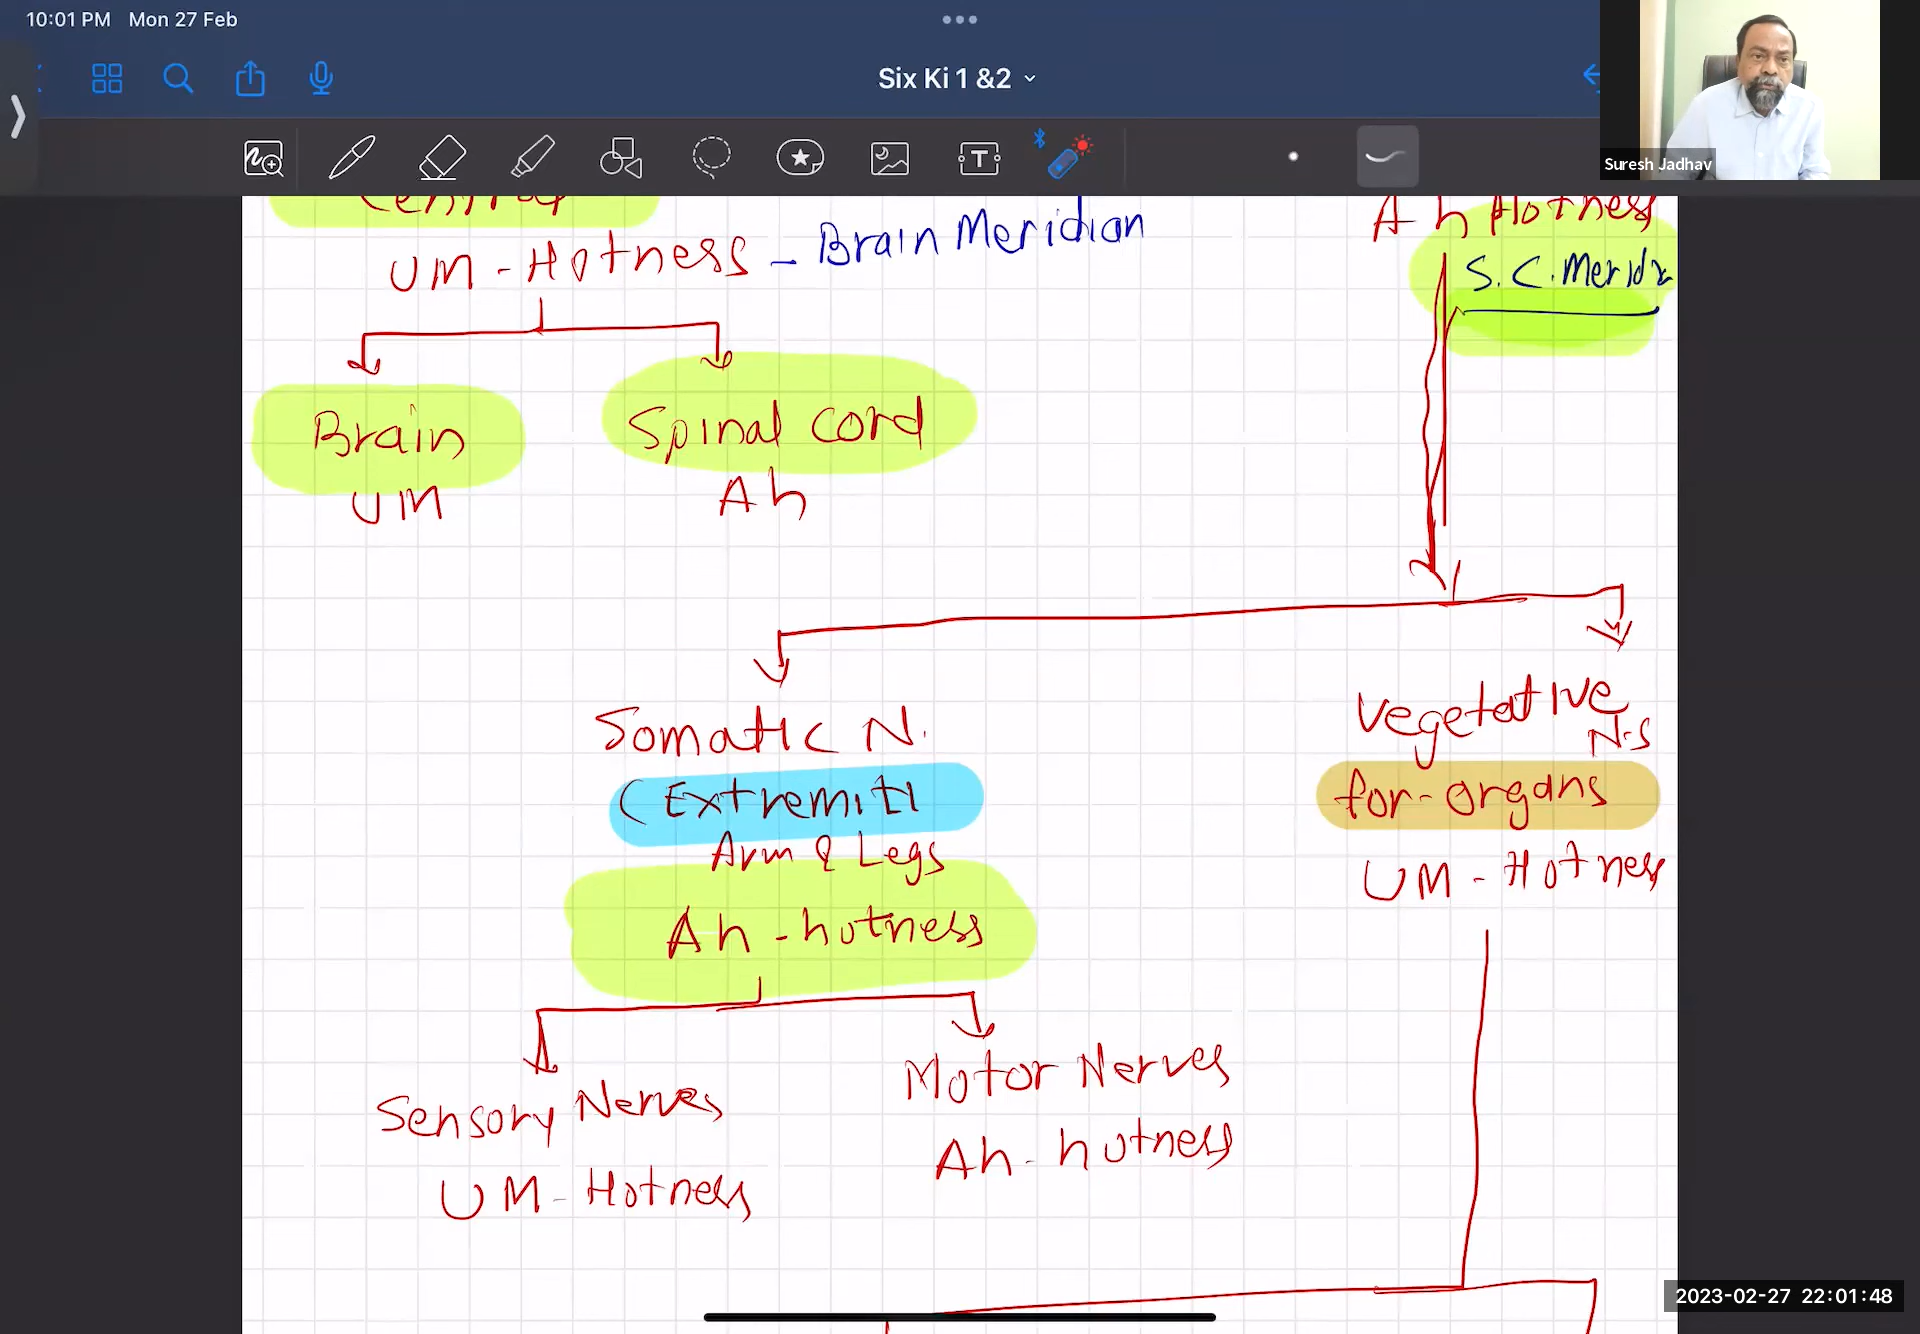 10:01 PM Mon 27 Feb
Six Ki 1 &2
Suresh Jadhav
Central
UM - Hotness - Brain Meridian
Ah Hotness
S.C. Merid
Brain
UM
Spinal cord
Ah
Somatic N.
(Extremiti
Arm & Legs
Ah - hotness
Vegetative
N.S
for - organs
UM - Hotness
Sensory Nerves
UM - Hotness
Motor Nerves
Ah - hotness
2023-02-27 22:01:48